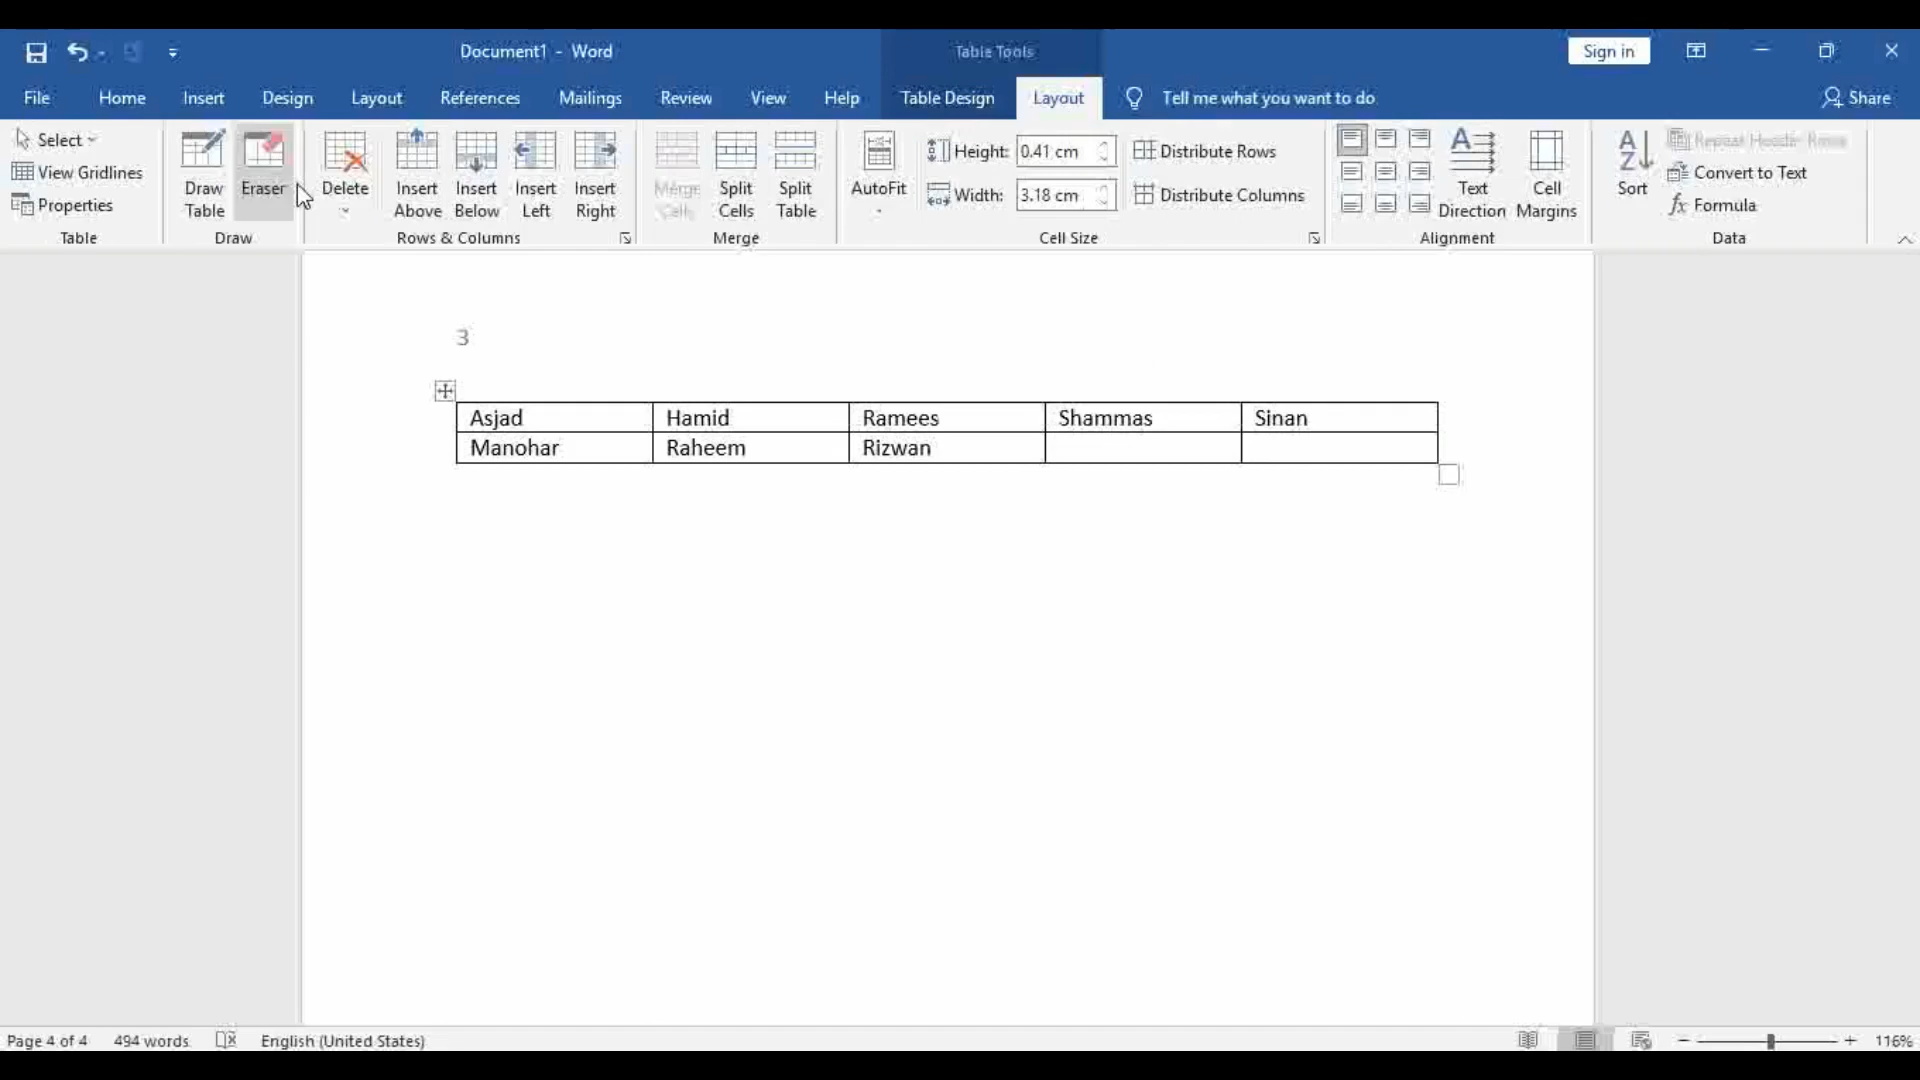 Document1 - Word
Table Tools
Sign in
File Home Insert Design Layout References Mailings Review View Help Table Design Layout Tell me what you want to do Share
Select
View Gridlines
Properties
Table
Draw Table
Eraser
Draw
Delete
Insert Above
Insert Below
Insert Left
Insert Right
Rows & Columns
Merge Cells
Split Cells
Split Table
Merge
AutoFit
Height: 0.41 cm
Width: 3.18 cm
Distribute Rows
Distribute Columns
Cell Size
Text Direction
Cell Margins
Alignment
Sort
Repeat Header Rows
Convert to Text
Formula
Data
3
Asjad Hamid Ramees Shammas Sinan
Manohar Raheem Rizwan
Page 4 of 4 494 words English (United States) 116%